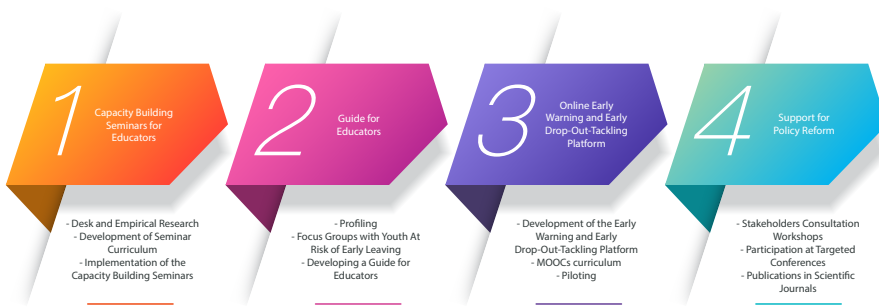 1
Capacity Building
Seminars for
Educators
- Desk and Empirical Research
- Development of Seminar
Curriculum
- Implementation of the
Capacity Building Seminars
2
Guide for
Educators
- Profiling
- Focus Groups with Youth At
Risk of Early Leaving
- Developing a Guide for
Educators
3
Online Early
Warning and Early
Drop-Out-Tackling
Platform
- Development of the Early
Warning and Early
Drop-Out-Tackling Platform
- MOOCs curriculum
- Piloting
4
Support for
Policy Reform
- Stakeholders Consultation
Workshops
- Participation at Targeted
Conferences
- Publications in Scientific
Journals